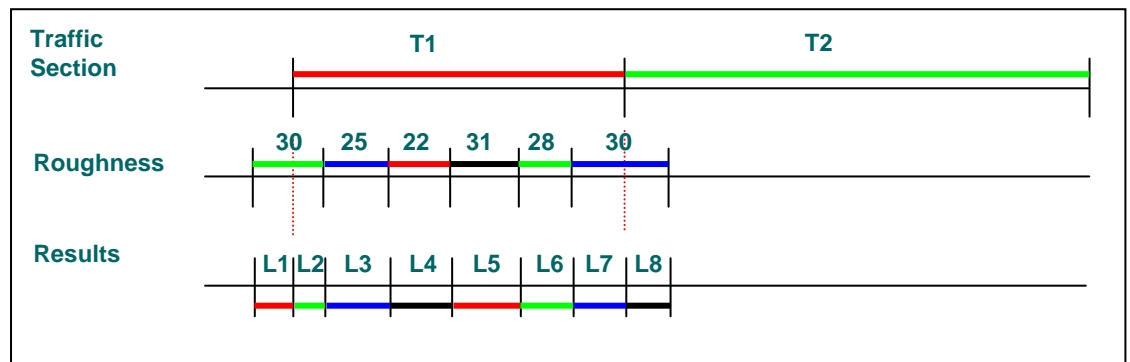 Traffic
Section
T1 T2
30 25 22 31 28 30
Roughness
Results
L1 L2 L3 L4 L5 L6 L7 L8